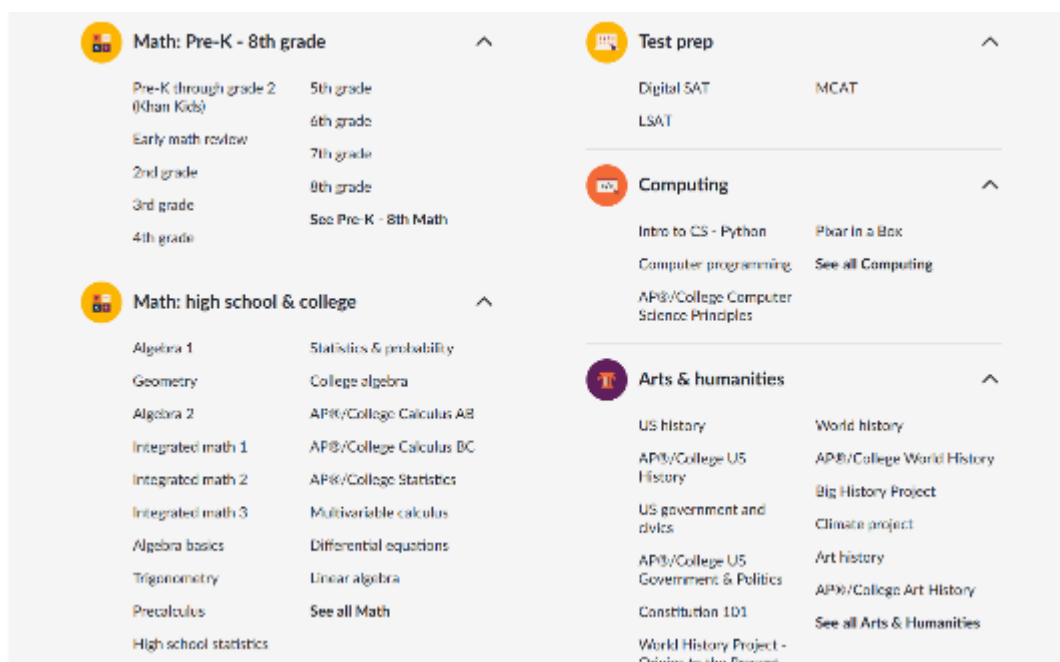 Math: Pre-K - 8th grade
Pre-K through grade 2
(Khan Kids)
Early math review
2nd grade
3rd grade
4th grade
5th grade
6th grade
7th grade
8th grade
See Pre-K - 8th Math
Math: high school & college
Algebra 1
Geometry
Algebra 2
Integrated math 1
Integrated math 2
Integrated math 3
Algebra basics
Trigonometry
Precalculus
High school statistics
Statistics & probability
College algebra
AP®/College Calculus AB
AP®/College Calculus BC
AP®/College Statistics
Multivariable calculus
Differential equations
Linear algebra
See all Math
Test prep
Digital SAT
LSAT
MCAT
Computing
Intro to CS - Python
Computer programming
AP®/College Computer
Science Principles
Pixar in a Box
See all Computing
Arts & humanities
US history
AP®/College US
History
US government and
civics
AP®/College US
Government & Politics
Constitution 101
World History Project -
Origins to the Present
World history
AP®/College World History
Big History Project
Climate project
Art history
AP®/College Art History
See all Arts & Humanities